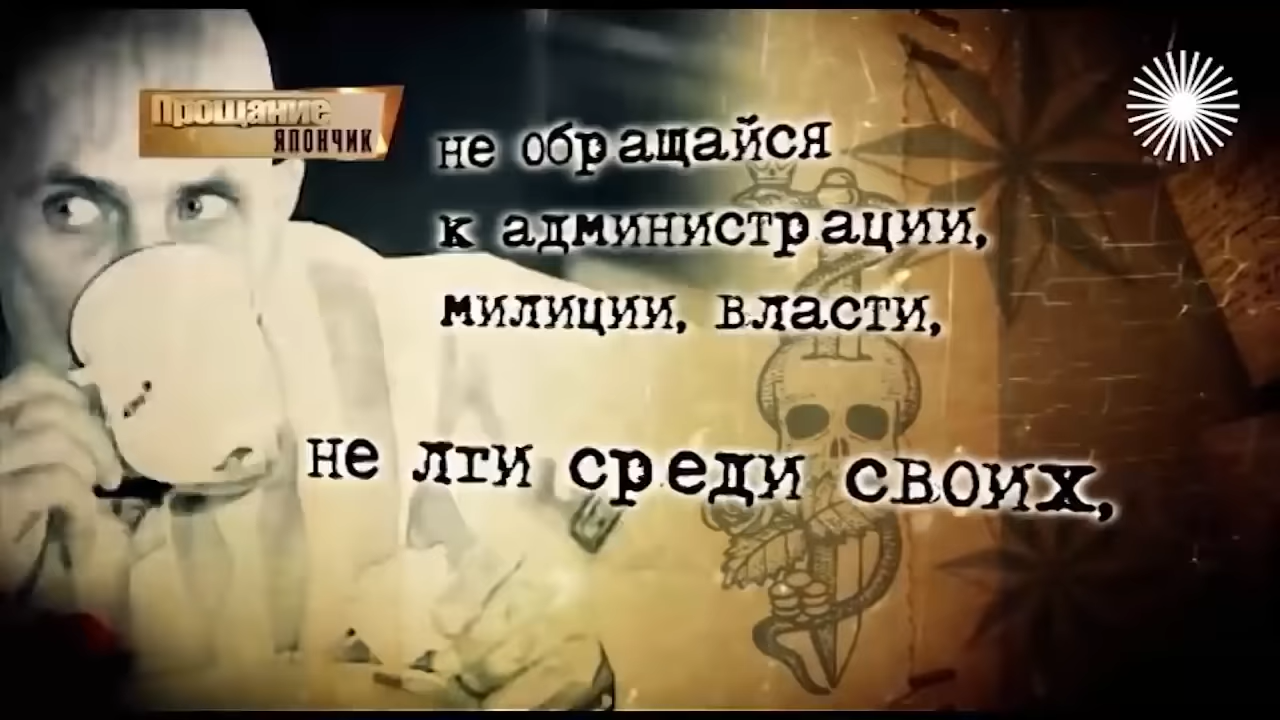 Прощание
ЯПОНЧИК
не обращайся
к администрации,
милиции, власти,
не лги среди своих,